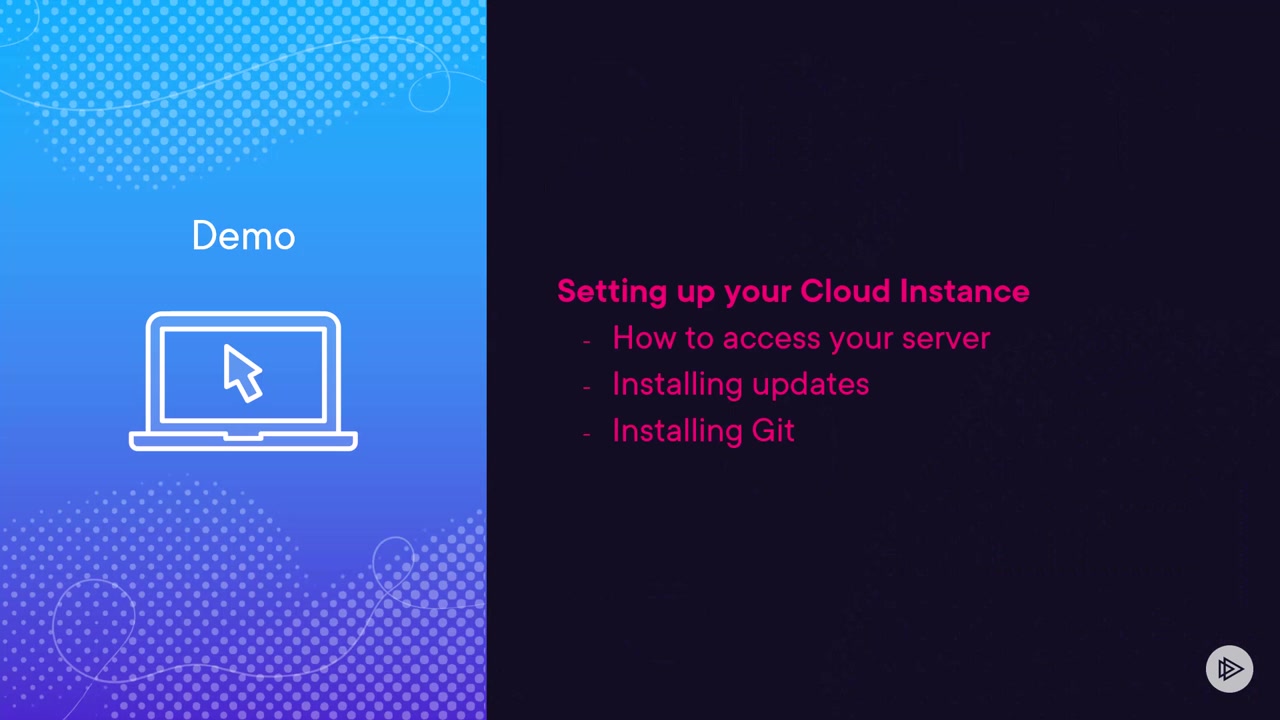 Demo
Setting up your Cloud Instance
- How to access your server
- Installing updates
- Installing Git